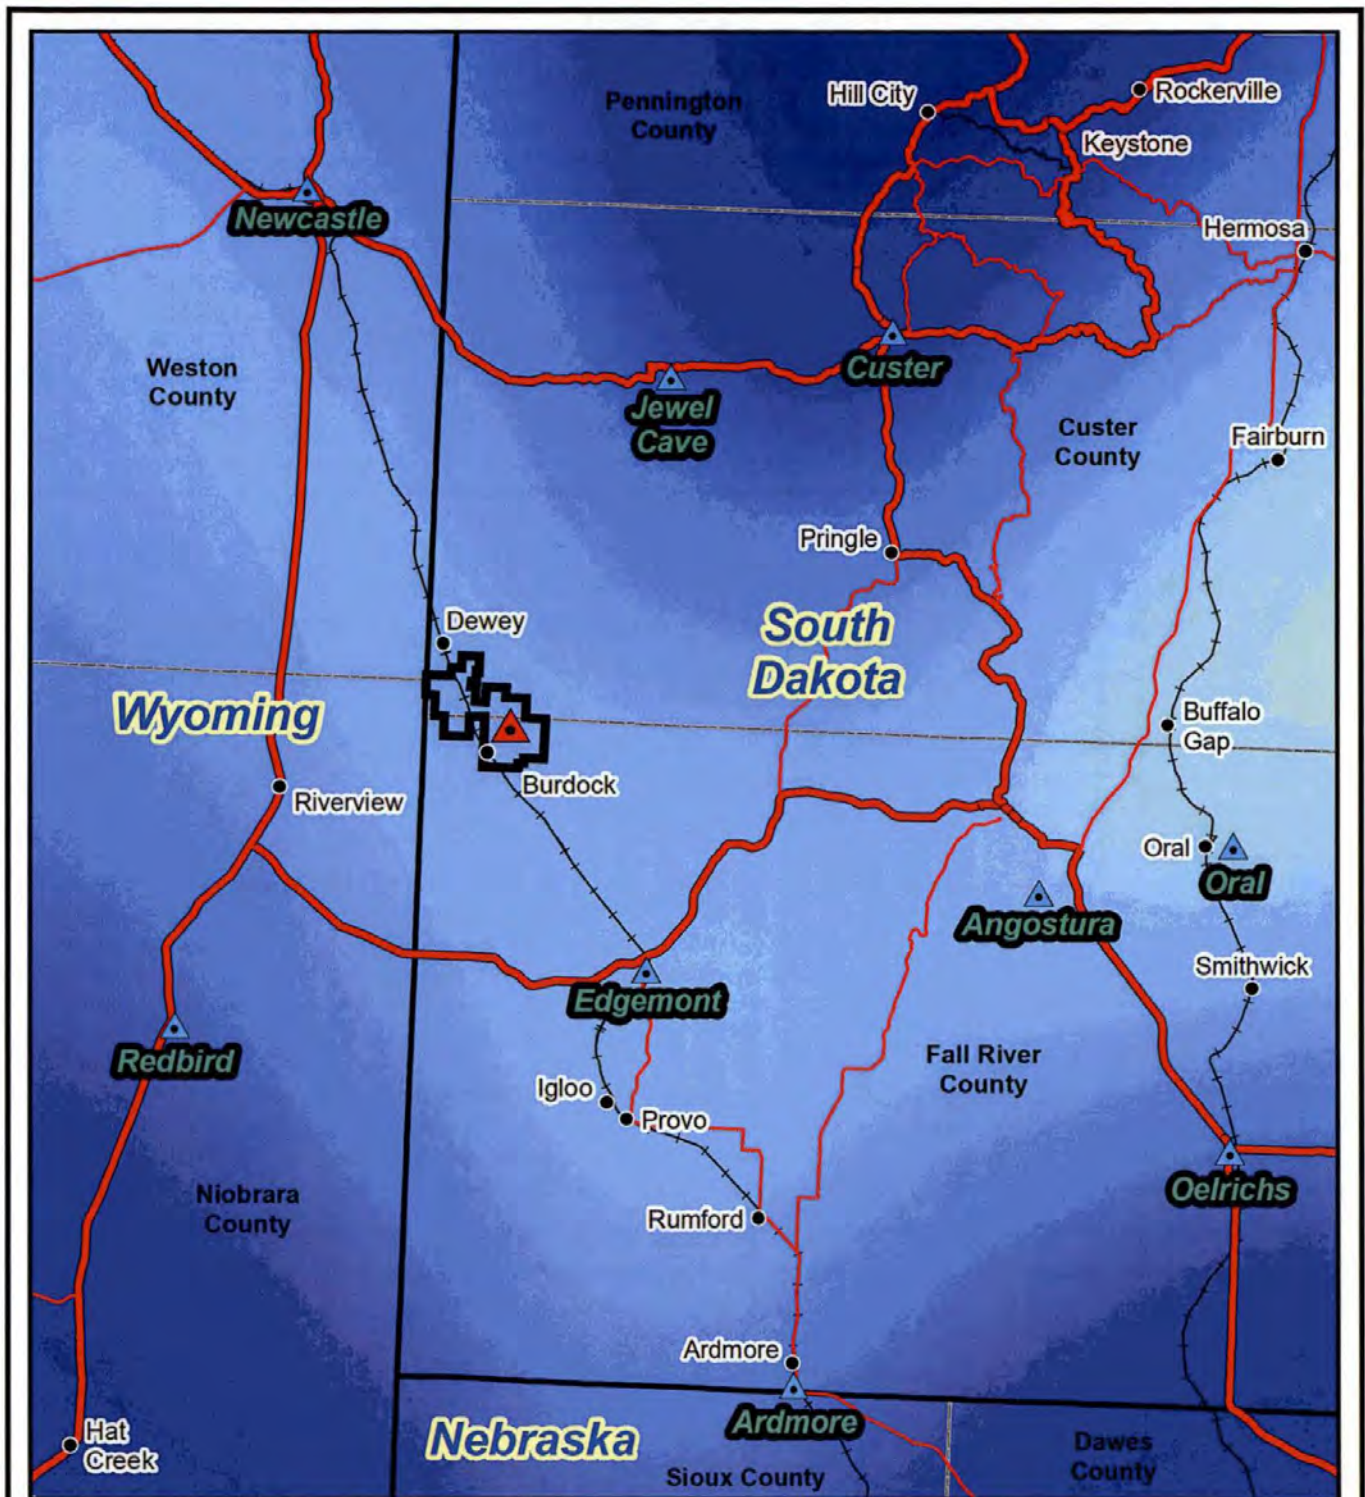 Pennington
County
Hill City
Rockerville
Keystone
Newcastle
Hermosa
Weston
County
Custer
Jewel
Cave
Custer
County
Fairburn
Pringle
Dewey
South
Dakota
Wyoming
Buffalo
Gap
Burdock
Riverview
Oral
Oral
Angostura
Smithwick
Edgemont
Redbird
Fall River
County
Igloo
Provo
Niobrara
County
Oelrichs
Rumford
Ardmore
Ardmore
Hat
Creek
Nebraska
Sioux County
Dawes
County